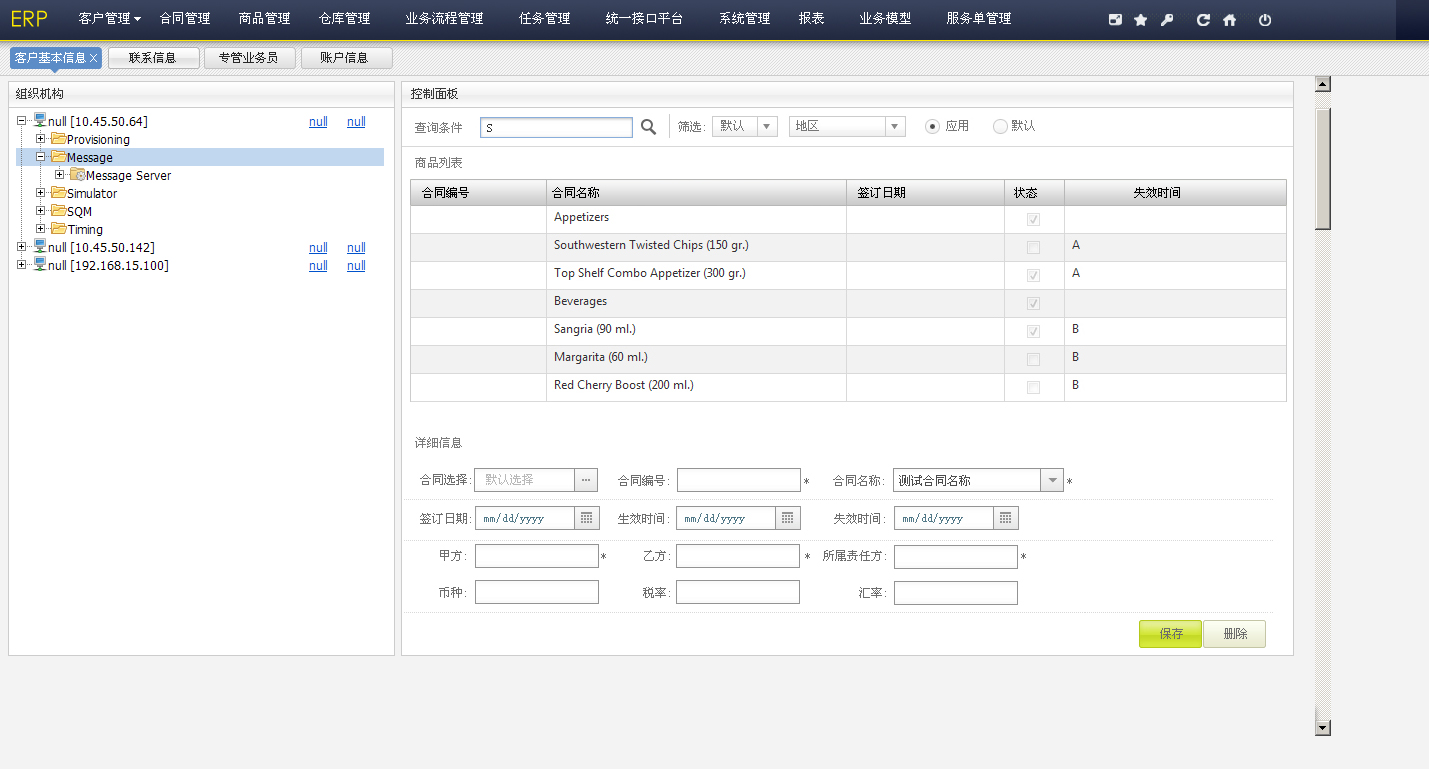 ERP 客户管理 合同管理 商品管理 仓库管理 业务流程管理 任务管理 统一接口平台 系统管理 报表 业务模型 服务单管理
客户基本信息 联系信息 专管业务员 账户信息
组织机构
null [10.45.50.64] null null
Provisioning
Message
Message Server
Simulator
SQM
Timing
null [10.45.50.142] null null
null [192.168.15.100] null null
控制面板
查询条件 S 筛选: 默认 地区 应用 默认
商品列表
合同编号 合同名称 签订日期 状态 失效时间
Appetizers
Southwestern Twisted Chips (150 gr.) A
Top Shelf Combo Appetizer (300 gr.) A
Beverages
Sangria (90 ml.) B
Margarita (60 ml.) B
Red Cherry Boost (200 ml.) B
详细信息
合同选择: 默认选择 ... 合同编号: * 合同名称: 测试合同名称 *
签订日期: mm/dd/yyyy 生效时间: mm/dd/yyyy 失效时间: mm/dd/yyyy
甲方: * 乙方: * 所属责任方: *
币种: 税率: 汇率:
保存 删除